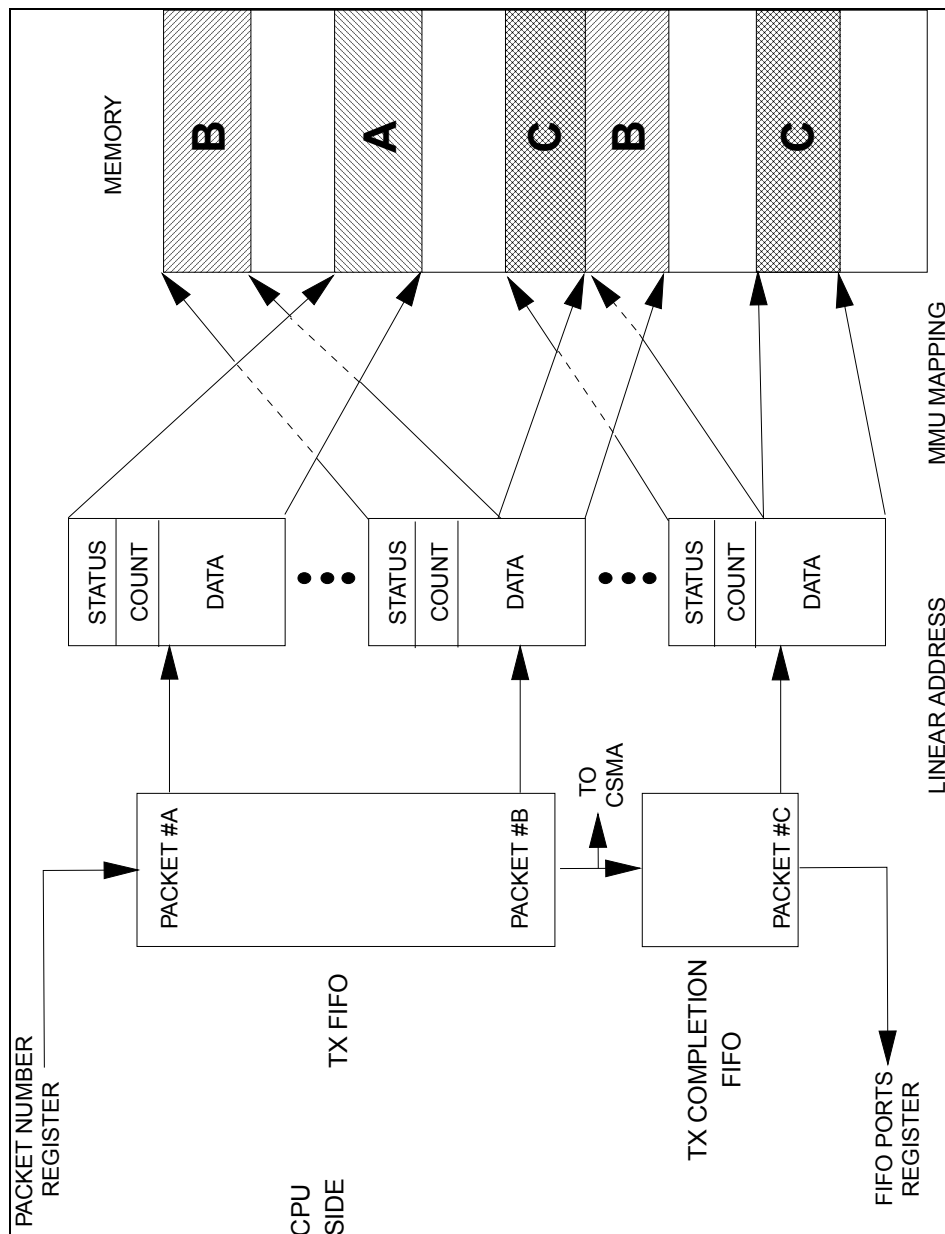 PACKET NUMBER
REGISTER
CPU
SIDE
TX FIFO
PACKET #A
PACKET #B
TO
CSMA
TX COMPLETION
FIFO
PACKET #C
FIFO PORTS
REGISTER
STATUS
COUNT
DATA
STATUS
COUNT
DATA
STATUS
COUNT
DATA
LINEAR ADDRESS
MMU MAPPING
MEMORY
B
A
C
B
C